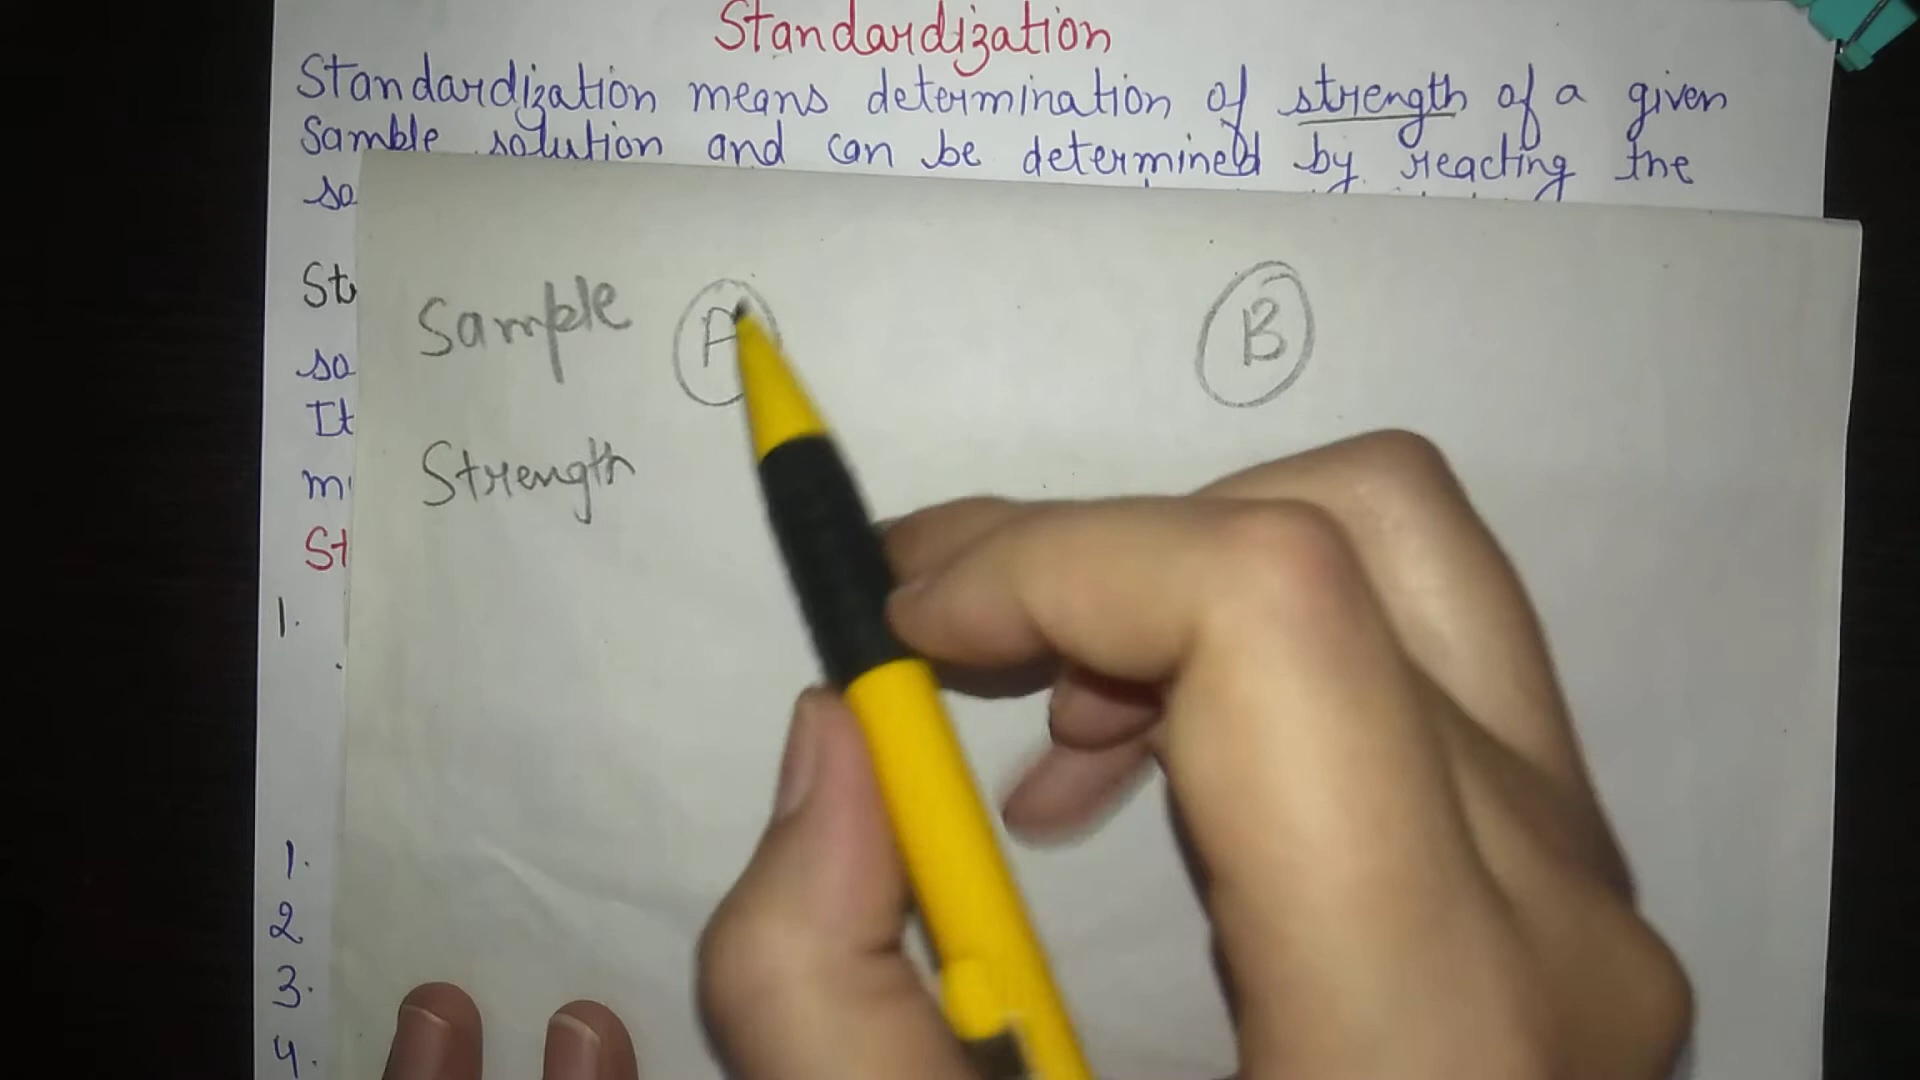 Standardization
Standardization means determination of strength of a given
Samble solution and can be determined by reacting the
sa
St
sa
It
m
St
1.
1.
2
3.
4.
Sample A B
Strength